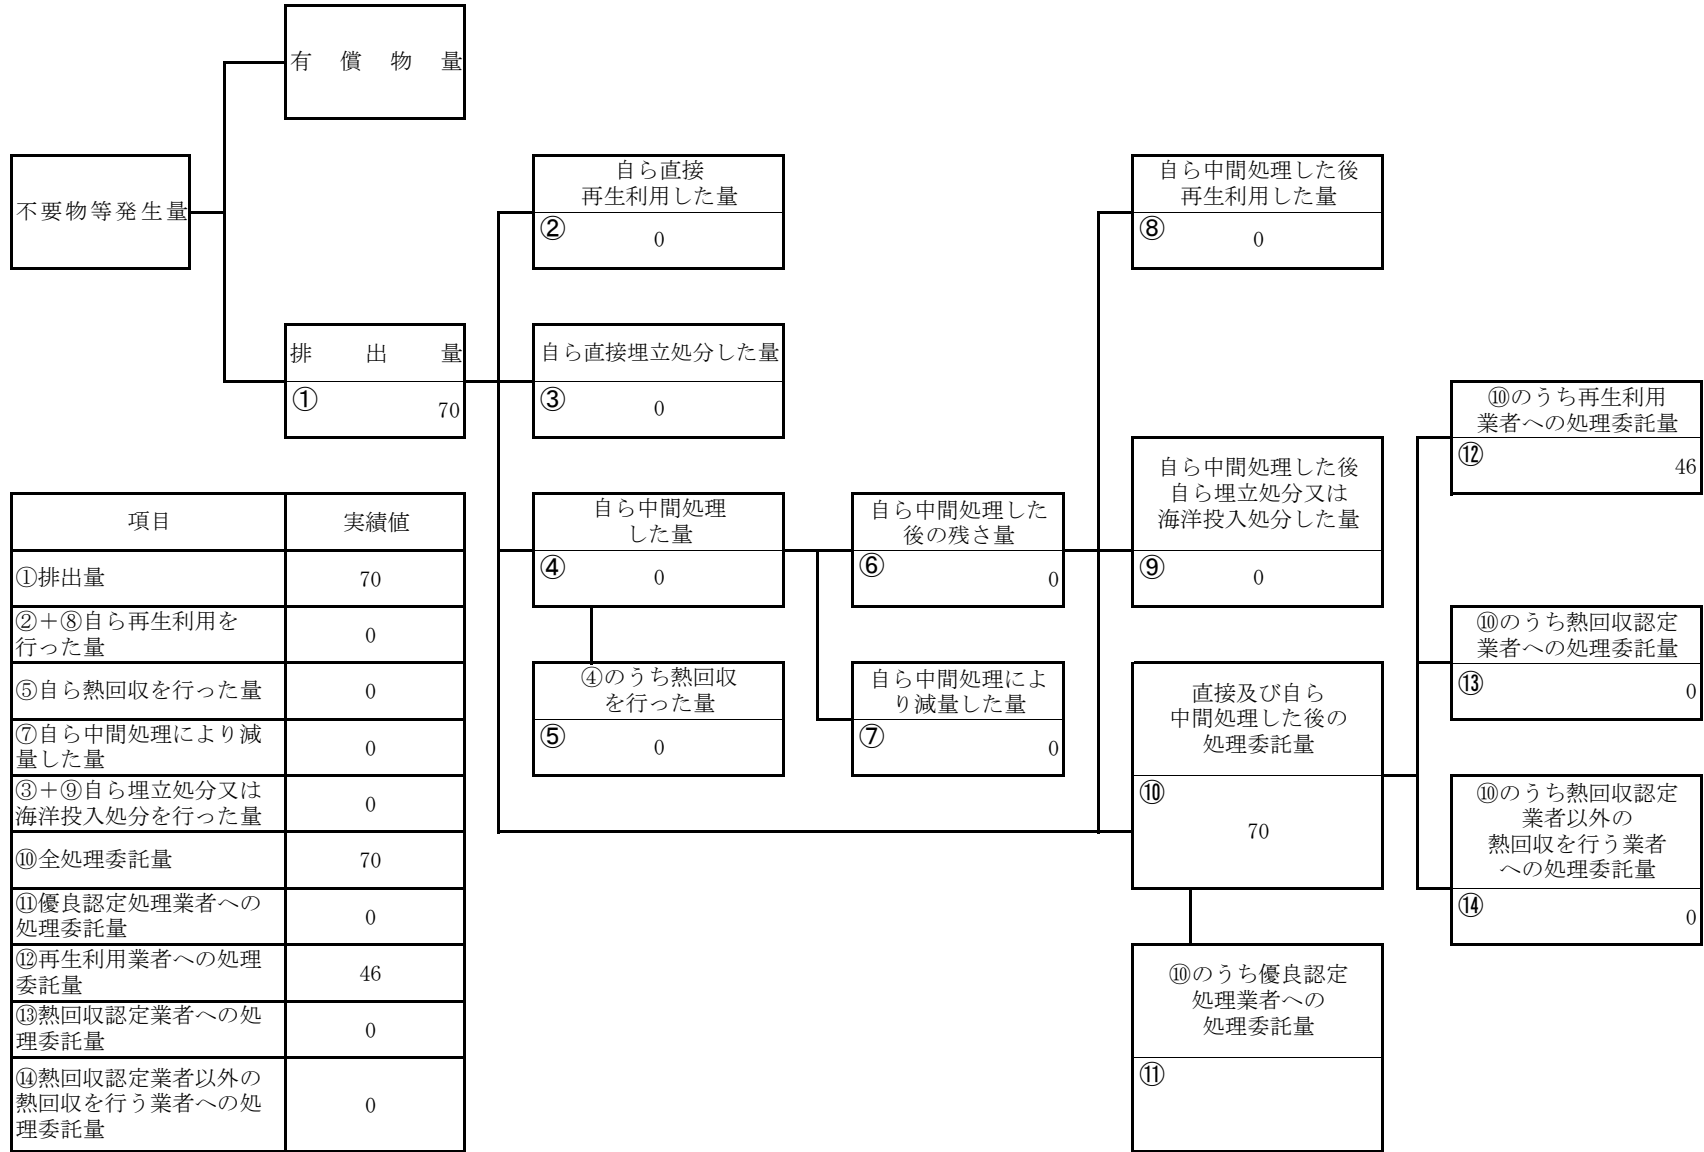 有償物量
不要物等発生量
排出量
①
70
自ら直接
再生利用した量
②
0
自ら直接埋立処分した量
③
0
自ら中間処理
した量
④
0
④のうち熱回収
を行った量
⑤
0
自ら中間処理した
後の残さ量
⑥
0
自ら中間処理によ
り減量した量
⑦
0
自ら中間処理した後
再生利用した量
⑧
0
自ら中間処理した後
自ら埋立処分又は
海洋投入処分した量
⑨
0
直接及び自ら
中間処理した後の
処理委託量
⑩
70
⑩のうち優良認定
処理業者への
処理委託量
⑪
⑩のうち再生利用
業者への処理委託量
⑫
46
⑩のうち熱回収認定
業者への処理委託量
⑬
0
⑩のうち熱回収認定
業者以外の
熱回収を行う業者
への処理委託量
⑭
0
項目 実績値
①排出量 70
②＋⑧自ら再生利用を
行った量 0
⑤自ら熱回収を行った量 0
⑦自ら中間処理により減
量した量 0
③＋⑨自ら埋立処分又は
海洋投入処分を行った量 0
⑩全処理委託量 70
⑪優良認定処理業者への
処理委託量 0
⑫再生利用業者への処理
委託量 46
⑬熱回収認定業者への処
理委託量 0
⑭熱回収認定業者以外の
熱回収を行う業者への処
理委託量 0